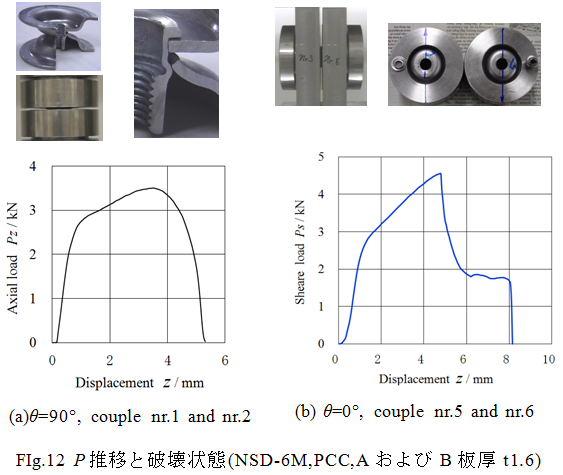 4
3
2
1
0
0 2 4 6
Axial load Pz / kN
Displacement z / mm
(a)θ=90°, couple nr.1 and nr.2
5
4
3
2
1
0
0 2 4 6 8 10
Sheare load Ps / kN
Displacement z / mm
(b) θ=0°, couple nr.5 and nr.6
FIg.12 P推移と破壊状態(NSD-6M,PCC,A および B 板厚 t1.6)